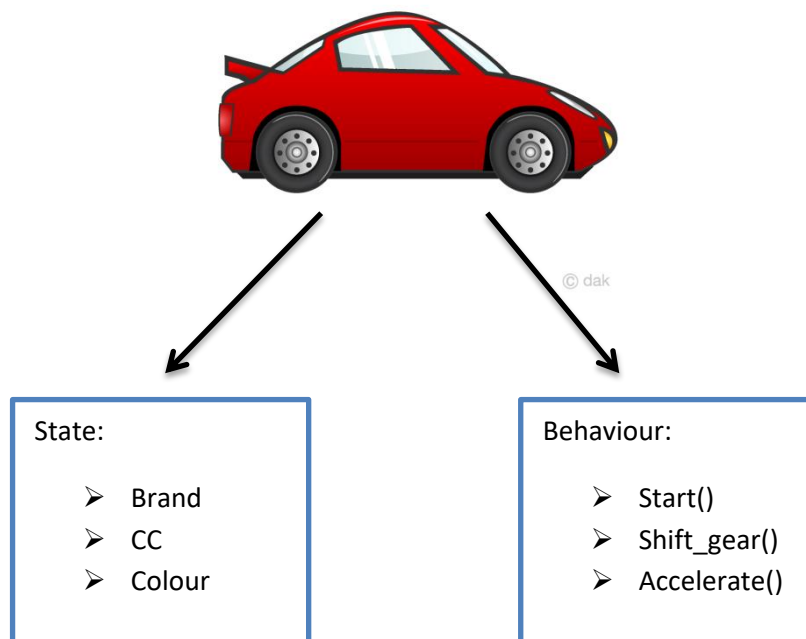 © dak
State:
➢ Brand
➢ CC
➢ Colour
Behaviour:
➢ Start()
➢ Shift_gear()
➢ Accelerate()